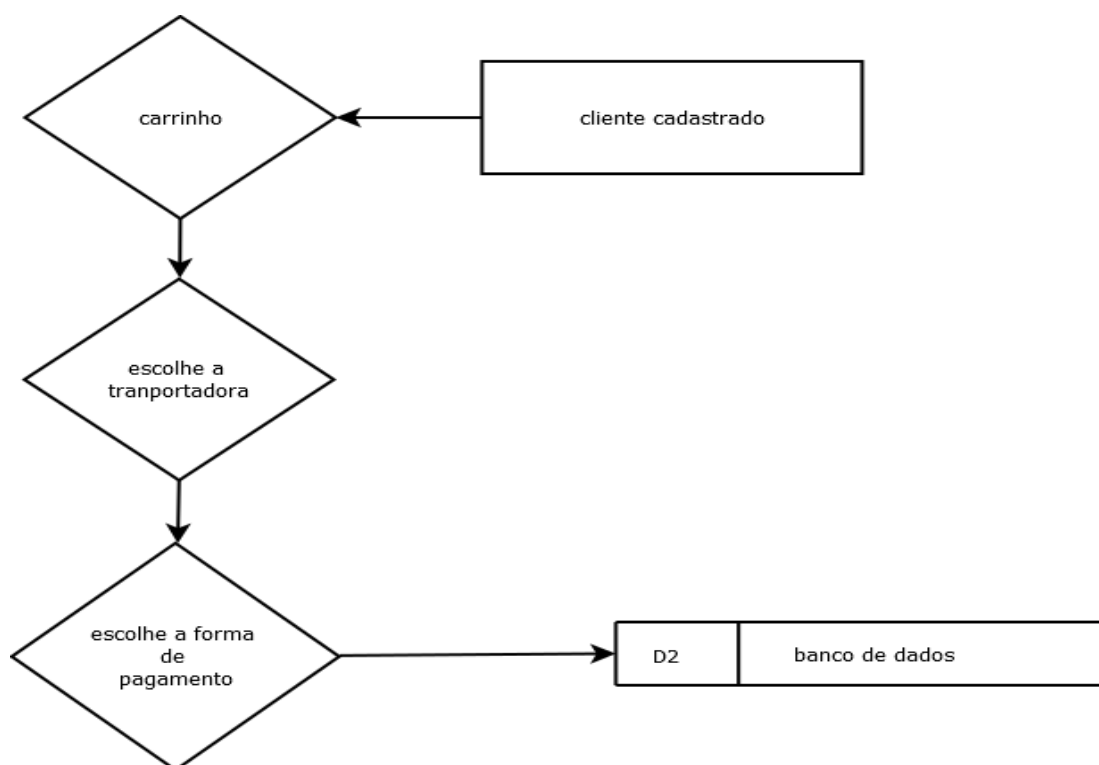 carrinho
cliente cadastrado
escolhe a
tranportadora
escolhe a forma
de
pagamento
D2
banco de dados